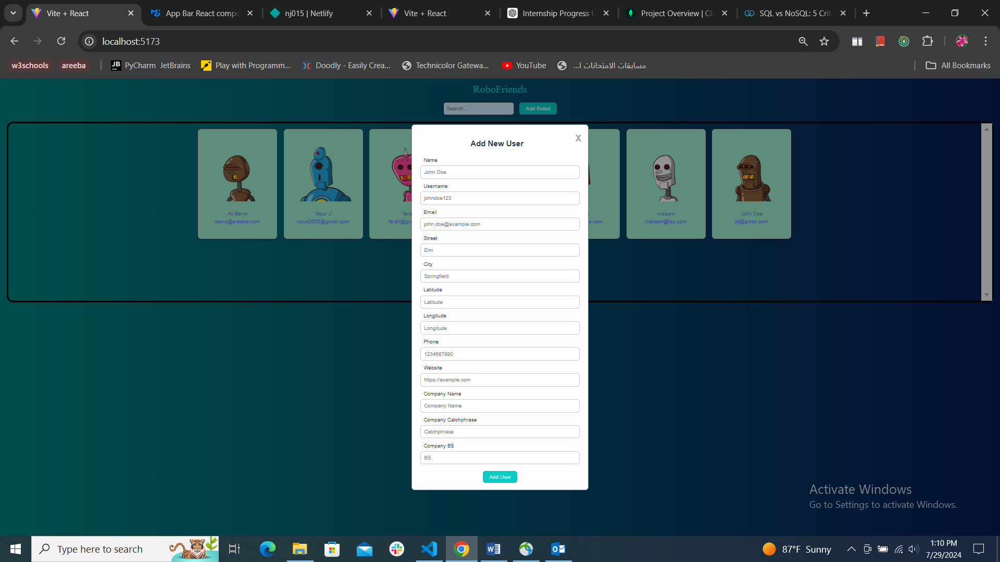 Vite + React
App Bar React compo
nj015 | Netlify
Vite + React
Internship Progress U
Project Overview | Clo
SQL vs NoSQL: 5 Crit
localhost:5173
w3schools
areeba
JB
PyCharm JetBrains
Play with Programm...
Doodly - Easily Crea...
Technicolor Gatewa...
YouTube
مسابقات الامتحانات ا...
All Bookmarks
RoboFriends
Search...
Add Robot
X
Add New User
Name
John Doe
Username
johndoe123
Email
john.doe@example.com
Street
Elm
City
Springfield
Latitude
Latitude
Longitude
Longitude
Phone
1234567890
Website
https://example.com
Company Name
Company Name
Company Catchphrase
Catchphrase
Company BS
BS
Add User
Ali Berro
berro@areeba.com
Nour J
nourj2005@gmail.com
fara
farah@gm
a.com
maisam
maisam@lau.com
John Doe
jd@gmail.com
Activate Windows
Go to Settings to activate Windows.
Type here to search
87°F Sunny
1:10 PM
7/29/2024